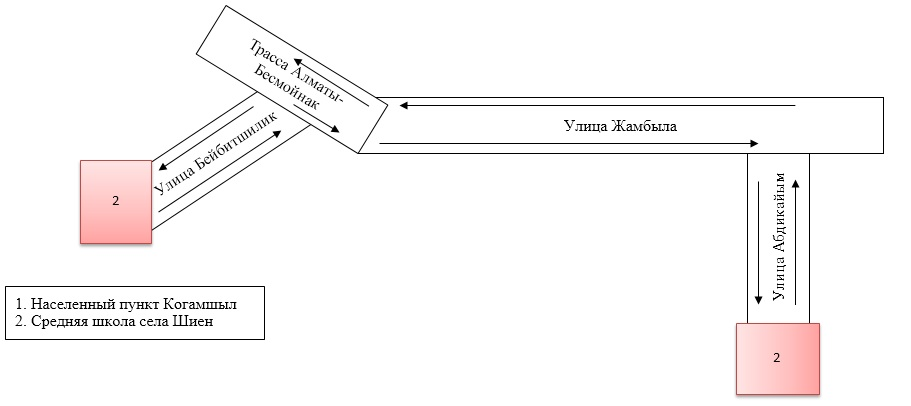 Трасса Алматы-
Бесмойнак
Улица Жамбыла
Улица Бейбитшилик
2
Улица Абдикайым
1. Населенный пункт Когамшыл
2. Средняя школа села Шиен
2